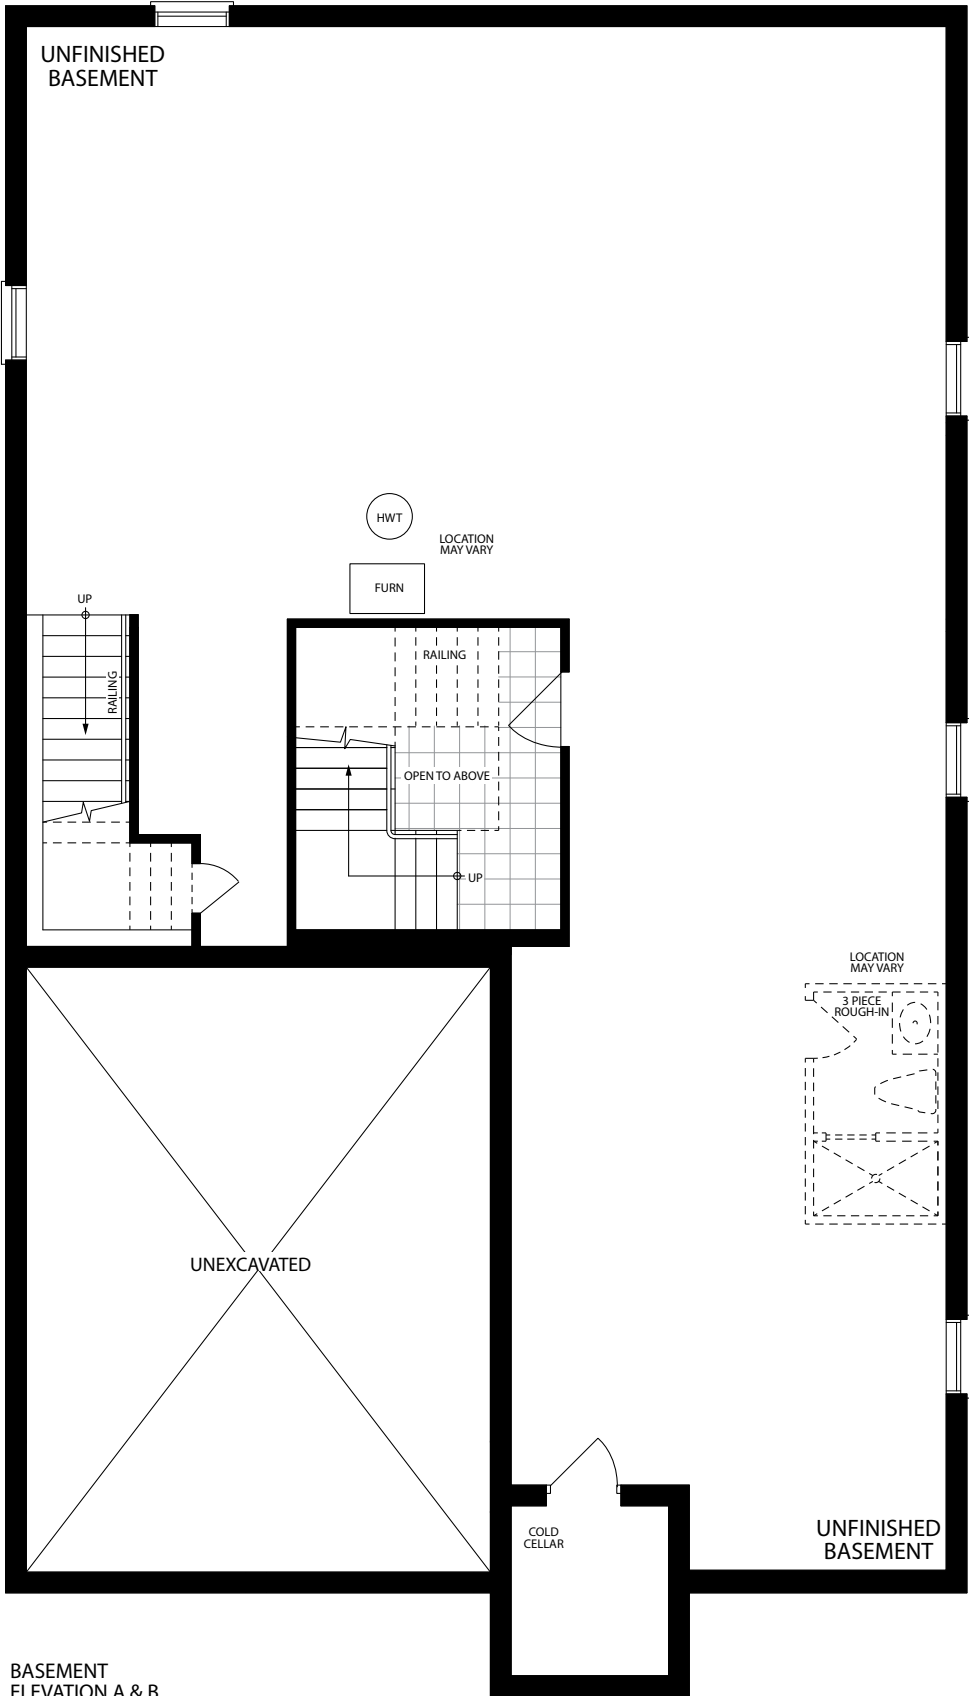 UNFINISHED
BASEMENT
HWT
LOCATION
MAY VARY
FURN
UP
RAILING
RAILING
OPEN TO ABOVE
UP
LOCATION
MAY VARY
3 PIECE
ROUGH-IN
UNEXCAVATED
COLD
CELLAR
UNFINISHED
BASEMENT
BASEMENT
ELEVATION A & B